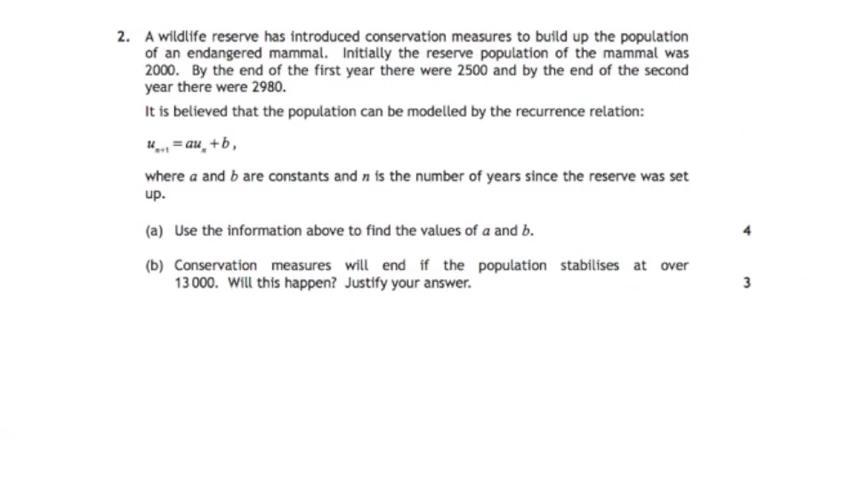 2. A wildlife reserve has introduced conservation measures to build up the population
of an endangered mammal. Initially the reserve population of the mammal was
2000. By the end of the first year there were 2500 and by the end of the second
year there were 2980.
It is believed that the population can be modelled by the recurrence relation:
uₙ₊₁ = auₙ + b,
where a and b are constants and n is the number of years since the reserve was set
up.
(a) Use the information above to find the values of a and b. 4
(b) Conservation measures will end if the population stabilises at over
13 000. Will this happen? Justify your answer. 3